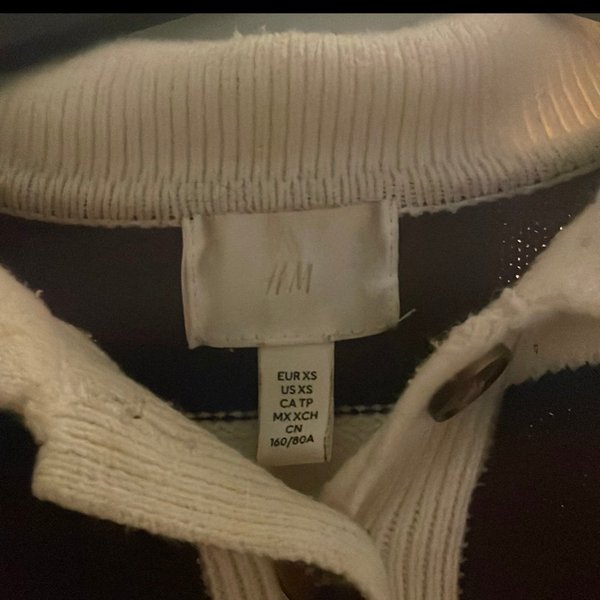 H&M
EUR XS
US XS
CA TP
MX XCH
CN
160/80A